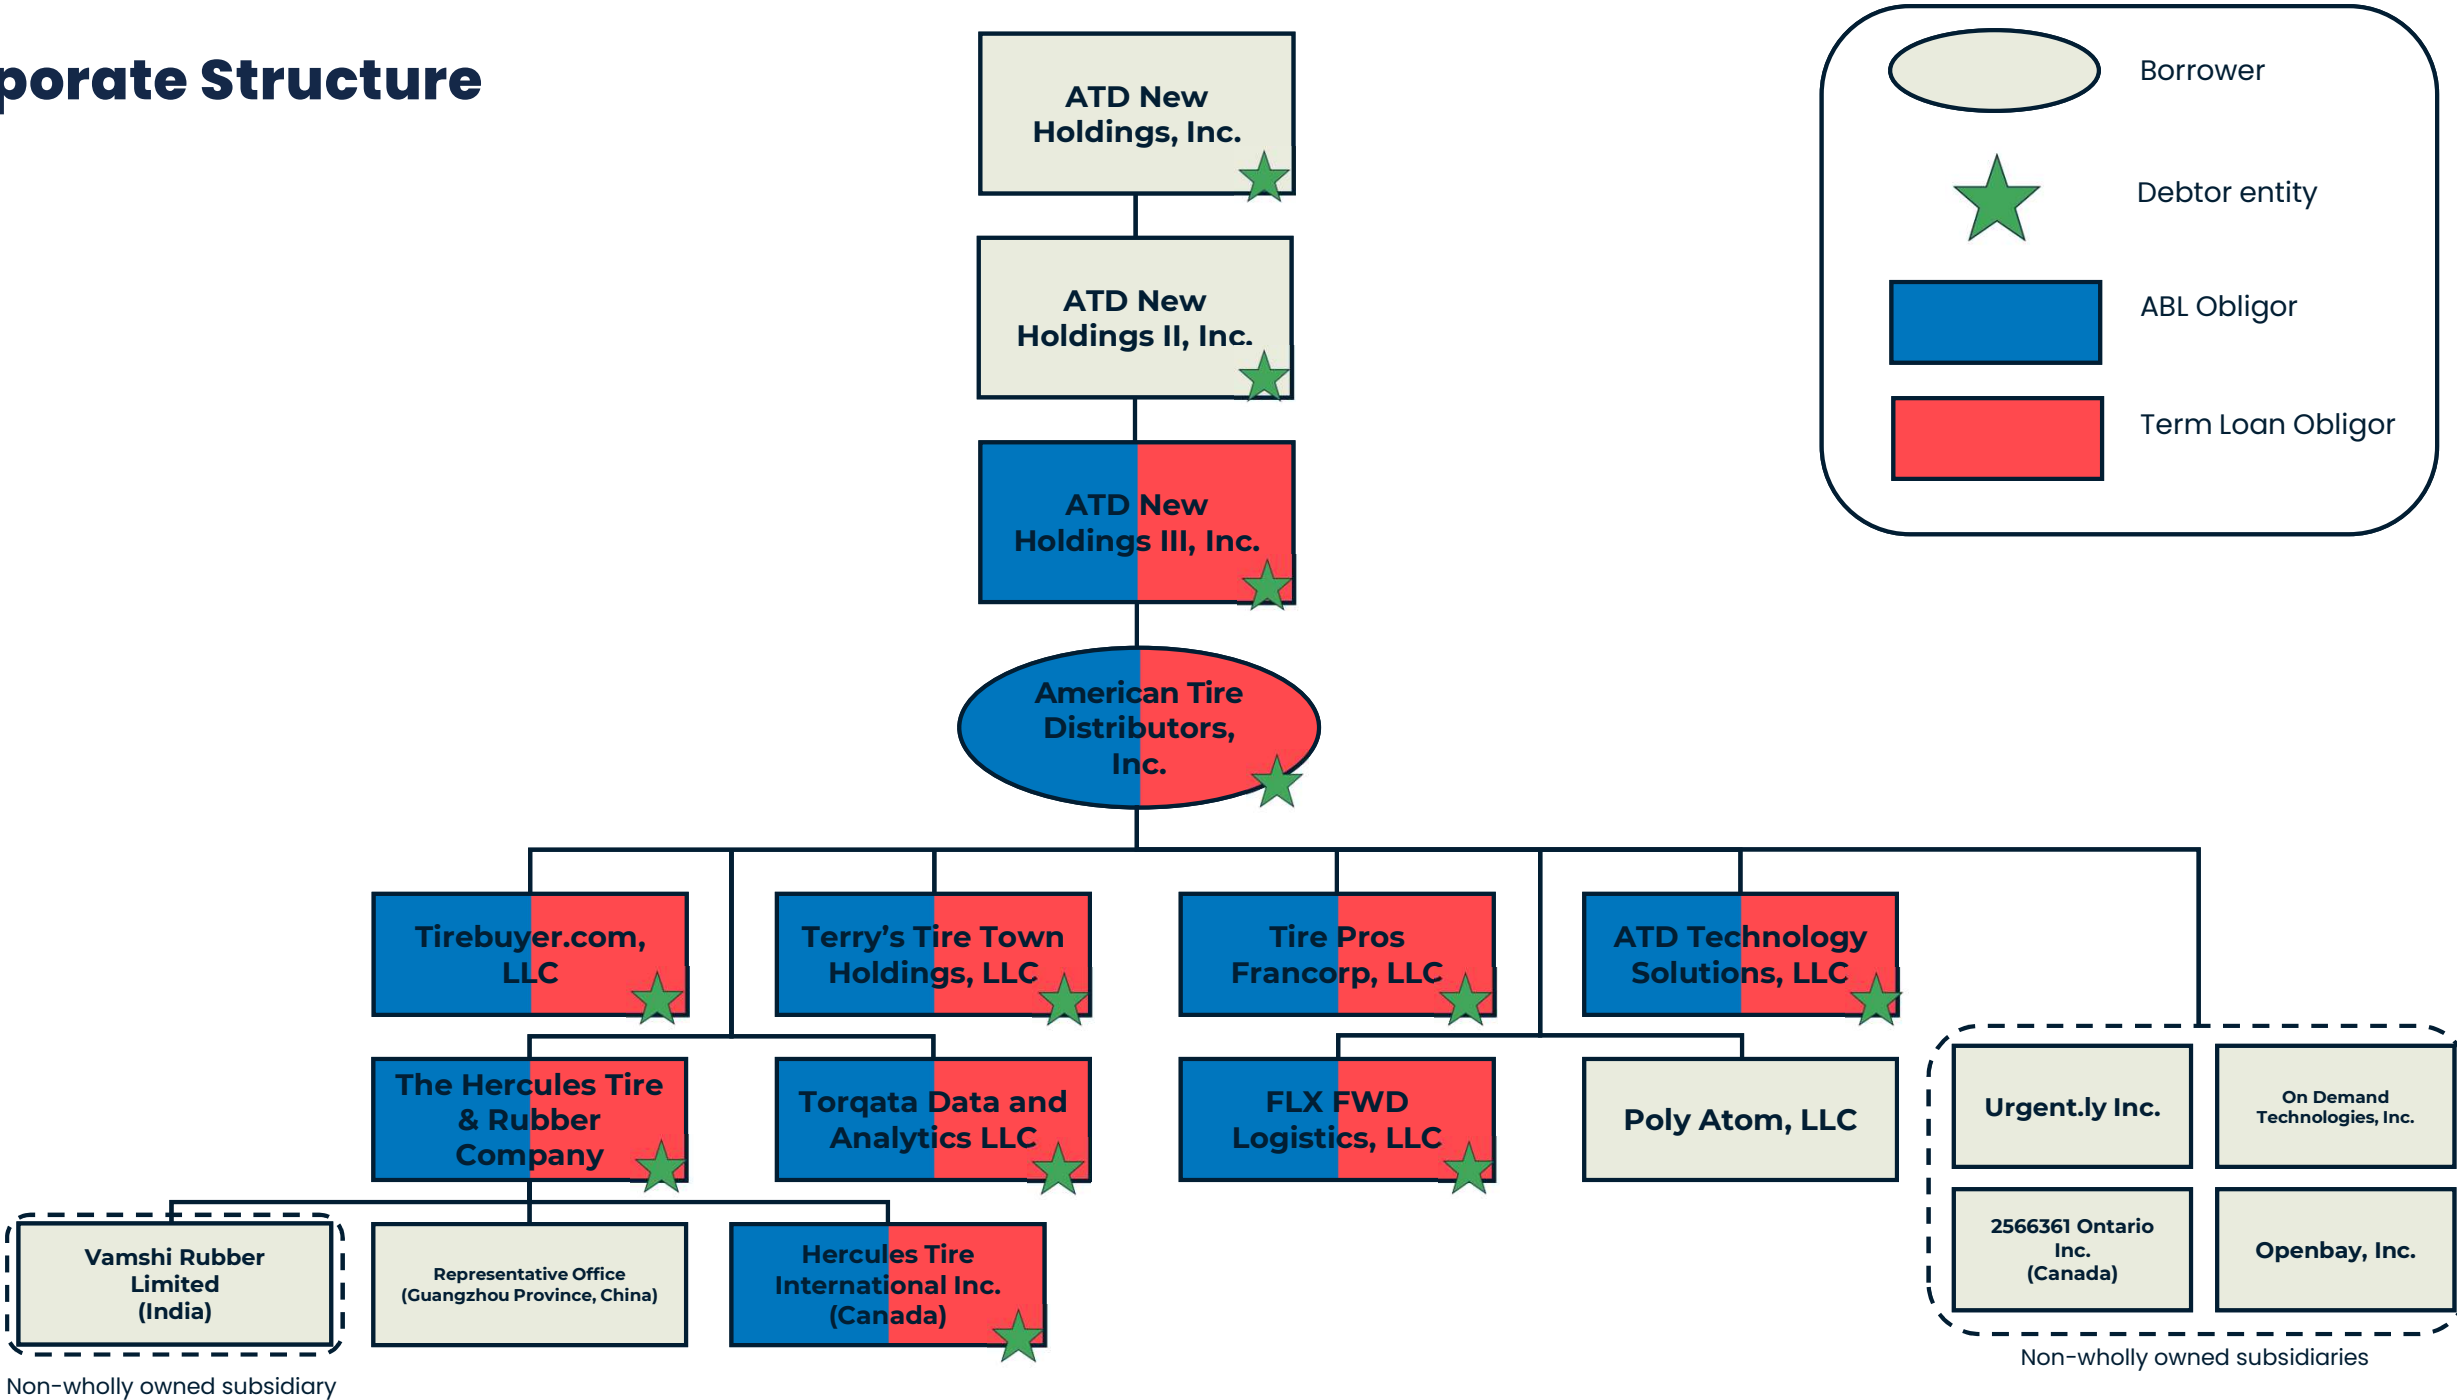 porate Structure
ATD New
Holdings, Inc.
Borrower
Debtor entity
ABL Obligor
Term Loan Obligor
ATD New
Holdings II, Inc.
ATD New
Holdings III, Inc.
American Tire
Distributors,
Inc.
Tirebuyer.com,
LLC
Terry’s Tire Town
Holdings, LLC
Tire Pros
Francorp, LLC
ATD Technology
Solutions, LLC
The Hercules Tire
& Rubber
Company
Torqata Data and
Analytics LLC
FLX FWD
Logistics, LLC
Poly Atom, LLC
Urgent.ly Inc.
On Demand
Technologies, Inc.
2566361 Ontario
Inc.
(Canada)
Openbay, Inc.
Non-wholly owned subsidiaries
Vamshi Rubber
Limited
(India)
Representative Office
(Guangzhou Province, China)
Hercules Tire
International Inc.
(Canada)
Non-wholly owned subsidiary